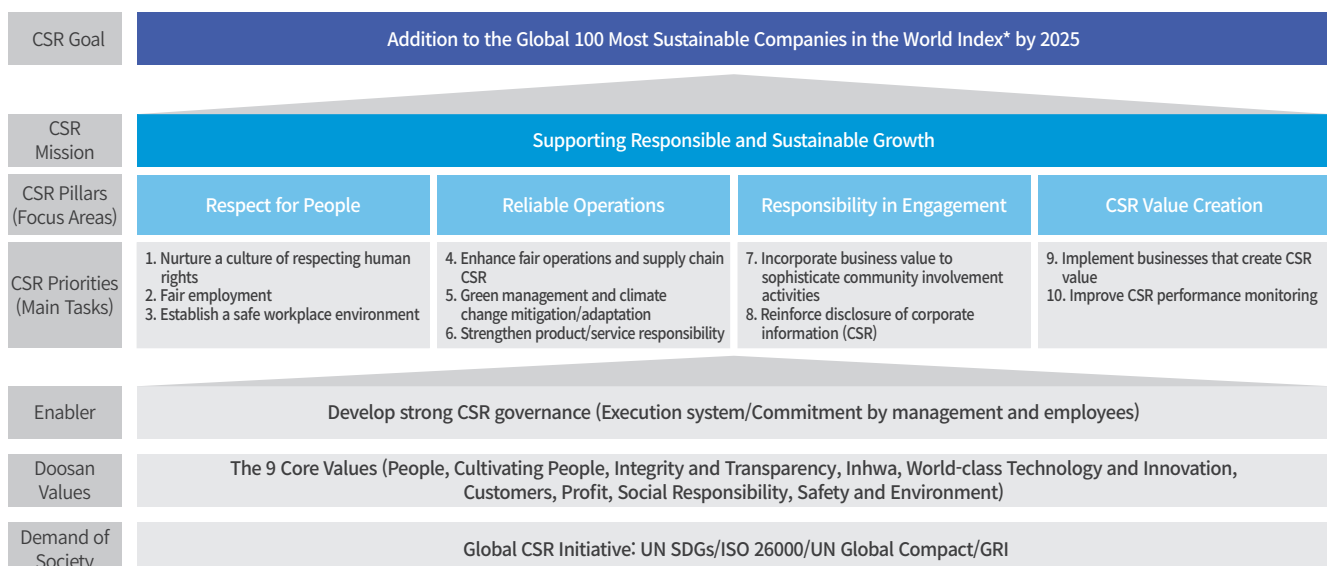 CSR Goal
Addition to the Global 100 Most Sustainable Companies in the World Index* by 2025
CSR
Mission
Supporting Responsible and Sustainable Growth
CSR Pillars
(Focus Areas)
Respect for People
Reliable Operations
Responsibility in Engagement
CSR Value Creation
CSR Priorities
(Main Tasks)
1. Nurture a culture of respecting human
rights
2. Fair employment
3. Establish a safe workplace environment
4. Enhance fair operations and supply chain
CSR
5. Green management and climate
change mitigation/adaptation
6. Strengthen product/service responsibility
7. Incorporate business value to
sophisticate community involvement
activities
8. Reinforce disclosure of corporate
information (CSR)
9. Implement businesses that create CSR
value
10. Improve CSR performance monitoring
Enabler
Develop strong CSR governance (Execution system/Commitment by management and employees)
Doosan
Values
The 9 Core Values (People, Cultivating People, Integrity and Transparency, Inhwa, World-class Technology and Innovation,
Customers, Profit, Social Responsibility, Safety and Environment)
Demand of
Society
Global CSR Initiative: UN SDGs/ISO 26000/UN Global Compact/GRI